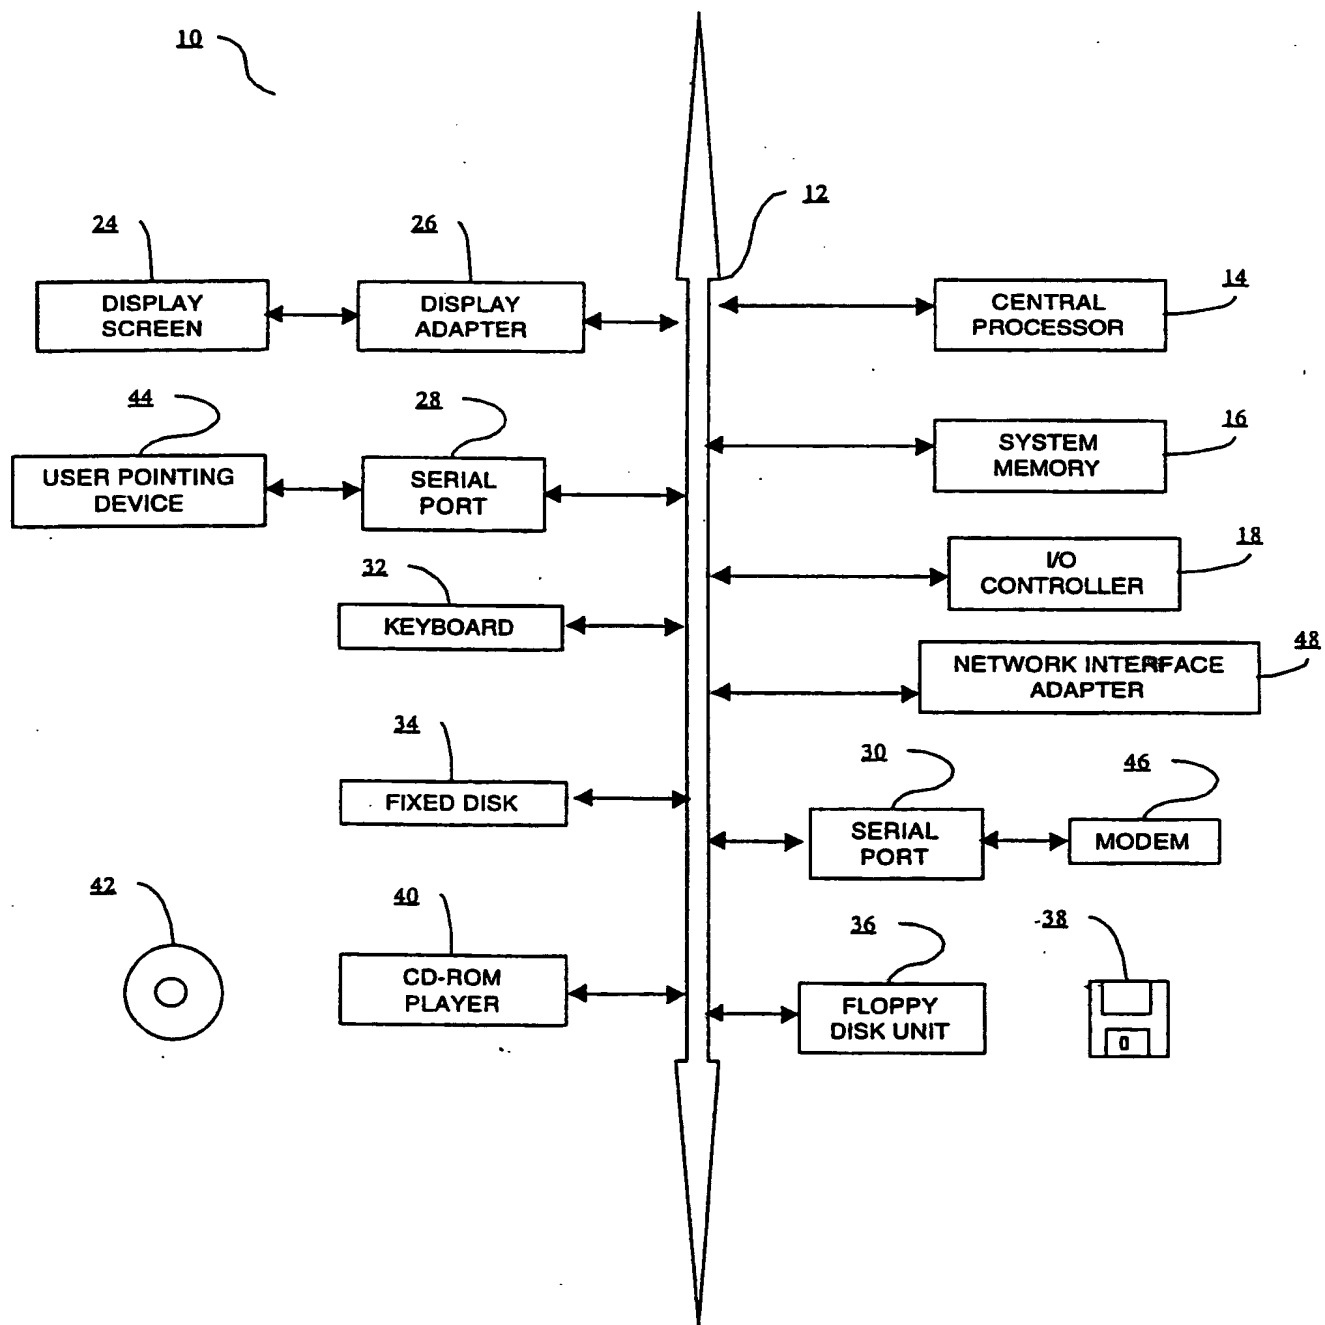 10
12
24
26
14
DISPLAY
SCREEN
DISPLAY
ADAPTER
CENTRAL
PROCESSOR
44
28
16
USER POINTING
DEVICE
SERIAL
PORT
SYSTEM
MEMORY
32
18
KEYBOARD
I/O
CONTROLLER
48
NETWORK INTERFACE
ADAPTER
34
30
46
FIXED DISK
SERIAL
PORT
MODEM
42
40
36
38
CD-ROM
PLAYER
FLOPPY
DISK UNIT